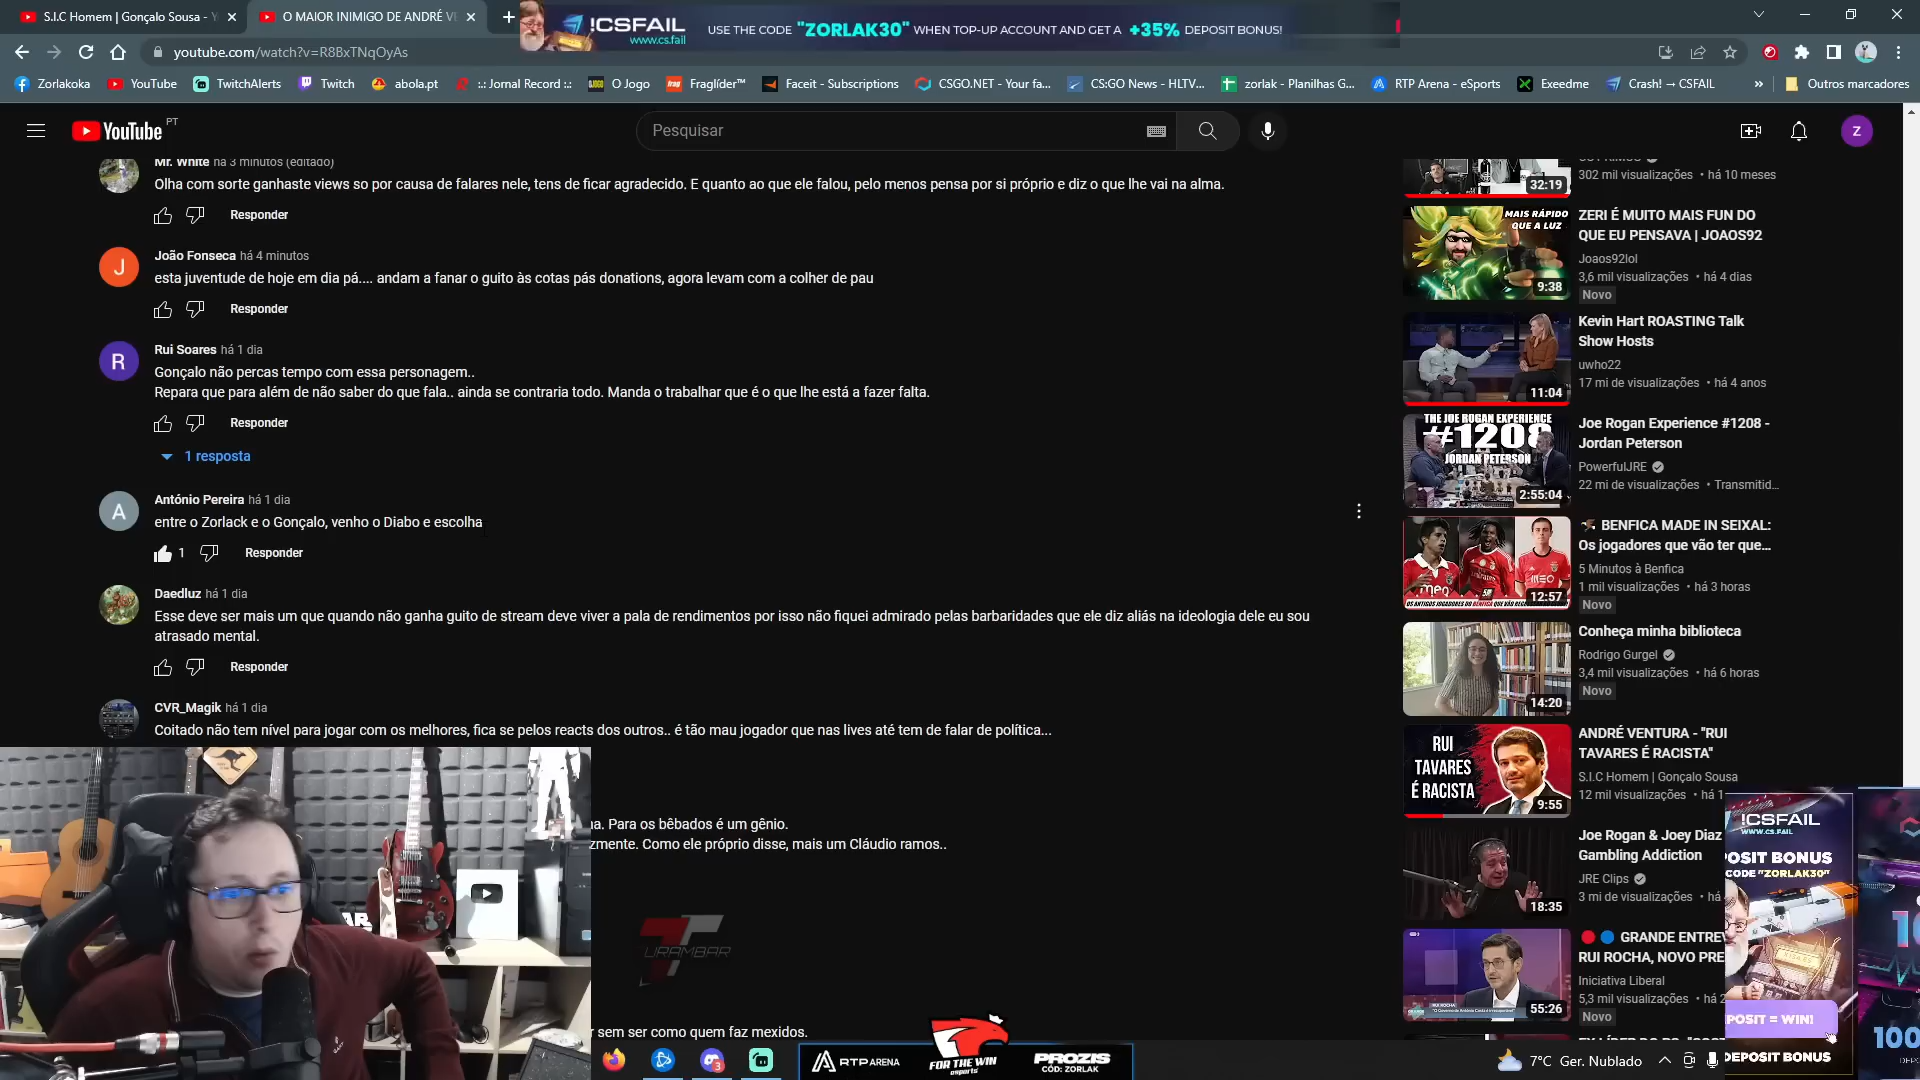 S.I.C Homem | Gonçalo Sousa - Y
O MAIOR INIMIGO DE ANDRÉ VE
!CSFAIL
www.cs.fail
USE THE CODE "ZORLAK30" WHEN TOP-UP ACCOUNT AND GET A +35% DEPOSIT BONUS!
youtube.com/watch?v=R8BxTNqOyAs
Zorlakoka
YouTube
TwitchAlerts
Twitch
abola.pt
::: Jornal Record :::
O Jogo
Fraglíder™
Faceit - Subscriptions
CSGO.NET - Your fa...
CS:GO News - HLTV...
zorlak - Planilhas G...
RTP Arena - eSports
Exeedme
Crash! → CSFAIL
»
Outros marcadores
YouTube PT
Pesquisar
Z
Mr. White há 3 minutos (editado)
Olha com sorte ganhaste views so por causa de falares nele, tens de ficar agradecido. E quanto ao que ele falou, pelo menos pensa por si próprio e diz o que lhe vai na alma.
Responder
J
João Fonseca há 4 minutos
esta juventude de hoje em dia pá.... andam a fanar o guito às cotas pás donations, agora levam com a colher de pau
Responder
R
Rui Soares há 1 dia
Gonçalo não percas tempo com essa personagem..
Repara que para além de não saber do que fala.. ainda se contraria todo. Manda o trabalhar que é o que lhe está a fazer falta.
Responder
1 resposta
A
António Pereira há 1 dia
entre o Zorlack e o Gonçalo, venho o Diabo e escolha
1
Responder
Daedluz há 1 dia
Esse deve ser mais um que quando não ganha guito de stream deve viver a pala de rendimentos por isso não fiquei admirado pelas barbaridades que ele diz aliás na ideologia dele eu sou
atrasado mental.
Responder
CVR_Magik há 1 dia
Coitado não tem nível para jogar com os melhores, fica se pelos reacts dos outros.. é tão mau jogador que nas lives até tem de falar de política...
na. Para os bêbados é um gênio.
zmente. Como ele próprio disse, mais um Cláudio ramos..
URAMBAR
r sem ser como quem faz mexidos.
32:19
302 mil visualizações • há 10 meses
MAIS RÁPIDO
QUE A LUZ
9:38
ZERI É MUITO MAIS FUN DO
QUE EU PENSAVA | JOAOS92
Joaos92lol
3,6 mil visualizações • há 4 dias
Novo
11:04
Kevin Hart ROASTING Talk
Show Hosts
uwho22
17 mi de visualizações • há 4 anos
THE JOE ROGAN EXPERIENCE
#1208
JORDAN PETERSON
2:55:04
Joe Rogan Experience #1208 -
Jordan Peterson
PowerfulJRE
22 mi de visualizações • Transmitid...
12:57
BENFICA MADE IN SEIXAL:
Os jogadores que vão ter que...
5 Minutos à Benfica
1 mil visualizações • há 3 horas
Novo
14:20
Conheça minha biblioteca
Rodrigo Gurgel
3,4 mil visualizações • há 6 horas
Novo
RUI
TAVARES
É RACISTA
9:55
ANDRÉ VENTURA - "RUI
TAVARES É RACISTA"
S.I.C Homem | Gonçalo Sousa
12 mil visualizações • há 1
18:35
Joe Rogan & Joey Diaz
Gambling Addiction
JRE Clips
3 mi de visualizações • há
55:26
GRANDE ENTREV
RUI ROCHA, NOVO PRE
Iniciativa Liberal
5,3 mil visualizações • há 2
Novo
!CSFAIL
WWW.CS.FAIL
POSIT BONUS
CODE "ZORLAK30"
EPOSIT = WIN!
DEPOSIT BONUS
100
RTP ARENA
FOR THE WIN
esports
PROZIS
CÓD: ZORLAK
3
7°C Ger. Nublado